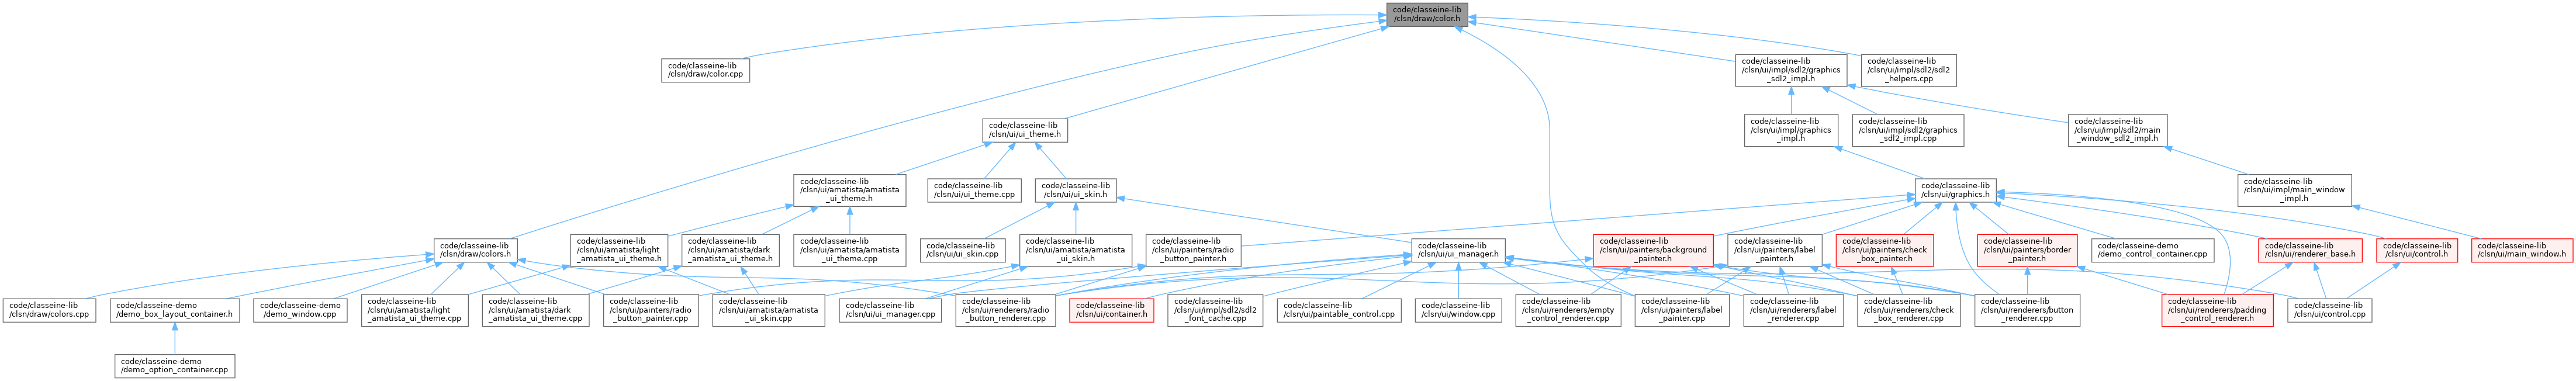 code/classeine-lib
/clsn/draw/color.h
code/classeine-lib
/clsn/draw/color.cpp
code/classeine-lib
/clsn/ui/impl/sdl2/graphics
_sdl2_impl.h
code/classeine-lib
/clsn/ui/impl/sdl2/sdl2
_helpers.cpp
code/classeine-lib
/clsn/ui/ui_theme.h
code/classeine-lib
/clsn/ui/impl/graphics
_impl.h
code/classeine-lib
/clsn/ui/impl/sdl2/graphics
_sdl2_impl.cpp
code/classeine-lib
/clsn/ui/impl/sdl2/main
_window_sdl2_impl.h
code/classeine-lib
/clsn/ui/amatista/amatista
_ui_theme.h
code/classeine-lib
/clsn/ui/ui_theme.cpp
code/classeine-lib
/clsn/ui/ui_skin.h
code/classeine-lib
/clsn/ui/graphics.h
code/classeine-lib
/clsn/ui/impl/main_window
_impl.h
code/classeine-lib
/clsn/draw/colors.h
code/classeine-lib
/clsn/ui/amatista/light
_amatista_ui_theme.h
code/classeine-lib
/clsn/ui/amatista/dark
_amatista_ui_theme.h
code/classeine-lib
/clsn/ui/amatista/amatista
_ui_theme.cpp
code/classeine-lib
/clsn/ui/ui_skin.cpp
code/classeine-lib
/clsn/ui/amatista/amatista
_ui_skin.h
code/classeine-lib
/clsn/ui/painters/radio
_button_painter.h
code/classeine-lib
/clsn/ui/ui_manager.h
code/classeine-lib
/clsn/ui/painters/background
_painter.h
code/classeine-lib
/clsn/ui/painters/label
_painter.h
code/classeine-lib
/clsn/ui/painters/check
_box_painter.h
code/classeine-lib
/clsn/ui/painters/border
_painter.h
code/classeine-demo
/demo_control_container.cpp
code/classeine-lib
/clsn/ui/renderer_base.h
code/classeine-lib
/clsn/ui/control.h
code/classeine-lib
/clsn/ui/main_window.h
code/classeine-lib
/clsn/draw/colors.cpp
code/classeine-demo
/demo_box_layout_container.h
code/classeine-demo
/demo_window.cpp
code/classeine-lib
/clsn/ui/amatista/light
_amatista_ui_theme.cpp
code/classeine-lib
/clsn/ui/amatista/dark
_amatista_ui_theme.cpp
code/classeine-lib
/clsn/ui/painters/radio
_button_painter.cpp
code/classeine-lib
/clsn/ui/amatista/amatista
_ui_skin.cpp
code/classeine-lib
/clsn/ui/ui_manager.cpp
code/classeine-lib
/clsn/ui/renderers/radio
_button_renderer.cpp
code/classeine-lib
/clsn/ui/container.h
code/classeine-lib
/clsn/ui/impl/sdl2/sdl2
_font_cache.cpp
code/classeine-lib
/clsn/ui/paintable_control.cpp
code/classeine-lib
/clsn/ui/window.cpp
code/classeine-lib
/clsn/ui/renderers/empty
_control_renderer.cpp
code/classeine-lib
/clsn/ui/painters/label
_painter.cpp
code/classeine-lib
/clsn/ui/renderers/label
_renderer.cpp
code/classeine-lib
/clsn/ui/renderers/check
_box_renderer.cpp
code/classeine-lib
/clsn/ui/renderers/button
_renderer.cpp
code/classeine-lib
/clsn/ui/renderers/padding
_control_renderer.h
code/classeine-lib
/clsn/ui/control.cpp
code/classeine-demo
/demo_option_container.cpp